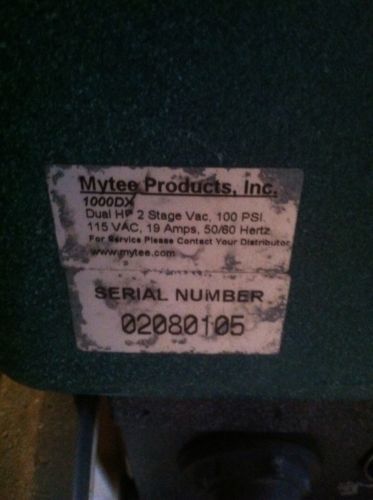 Mytee Products, Inc.
1000DX
Dual HP 2 Stage Vac, 100 PSI
115 VAC, 19 Amps, 50/60 Hertz
For Service Please Contact Your Distributor
www.mytee.com
SERIAL NUMBER
02080105